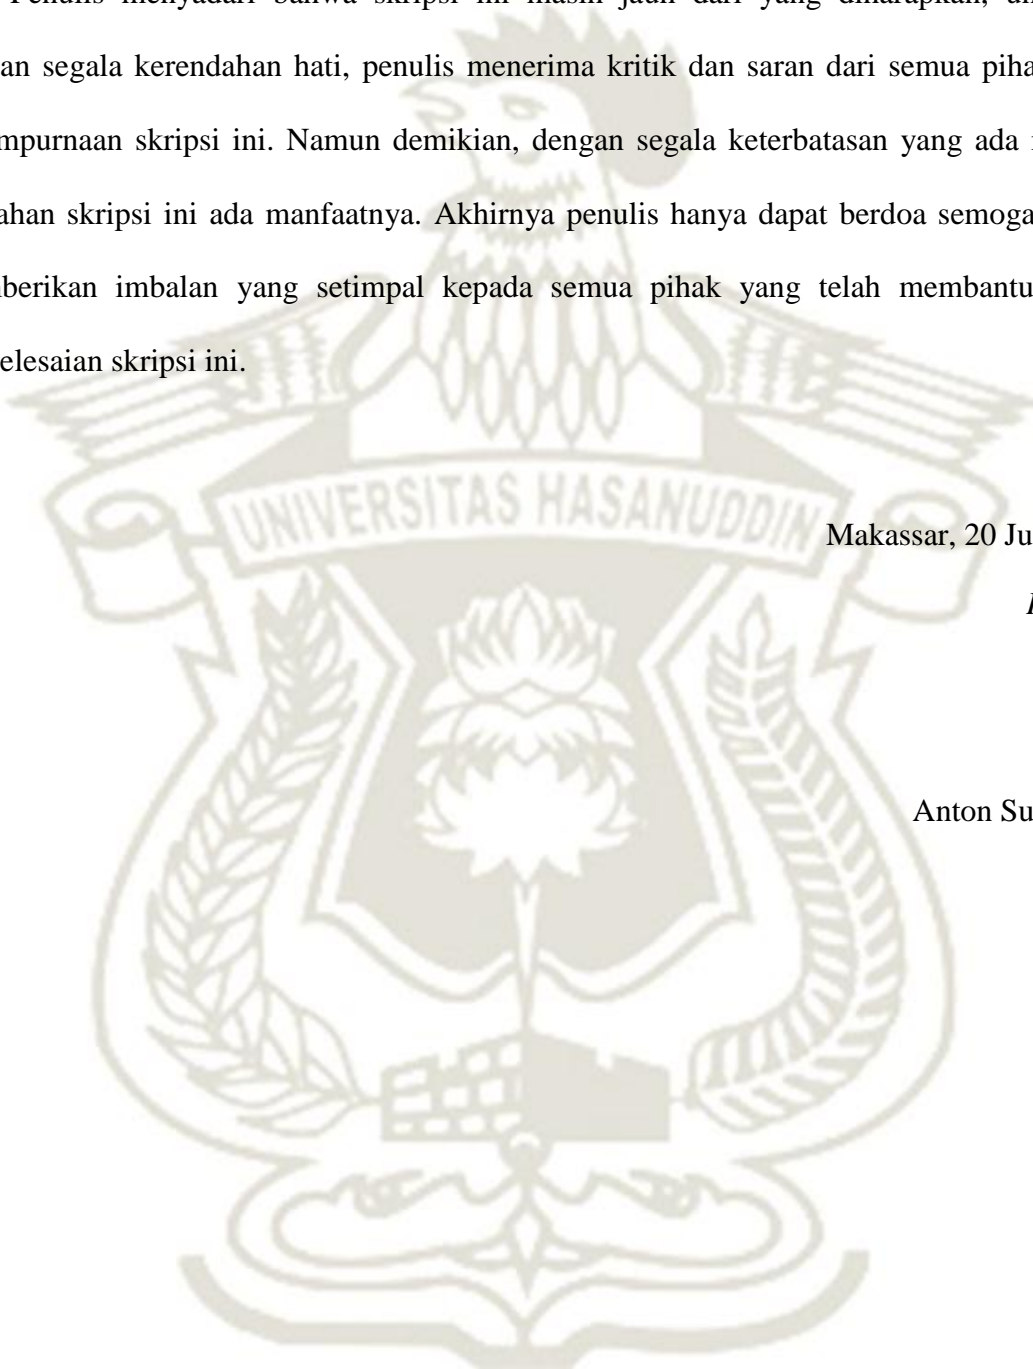 Penulis menyadari bahwa skripsi ini masih jauh dari yang diharapkan, un
an segala kerendahan hati, penulis menerima kritik dan saran dari semua piha
mpurnaan skripsi ini. Namun demikian, dengan segala keterbatasan yang ada
ahan skripsi ini ada manfaatnya. Akhirnya penulis hanya dapat berdoa semoga
berikan imbalan yang setimpal kepada semua pihak yang telah membantu
elesaian skripsi ini.
UNIVERSITAS HASANUDDIN
Makassar, 20 Ju
Anton Su